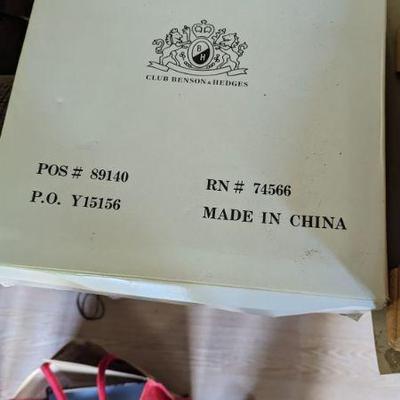 B
H
CLUB BENSON & HEDGES
POS # 89140
P.O. Y15156
RN # 74566
MADE IN CHINA